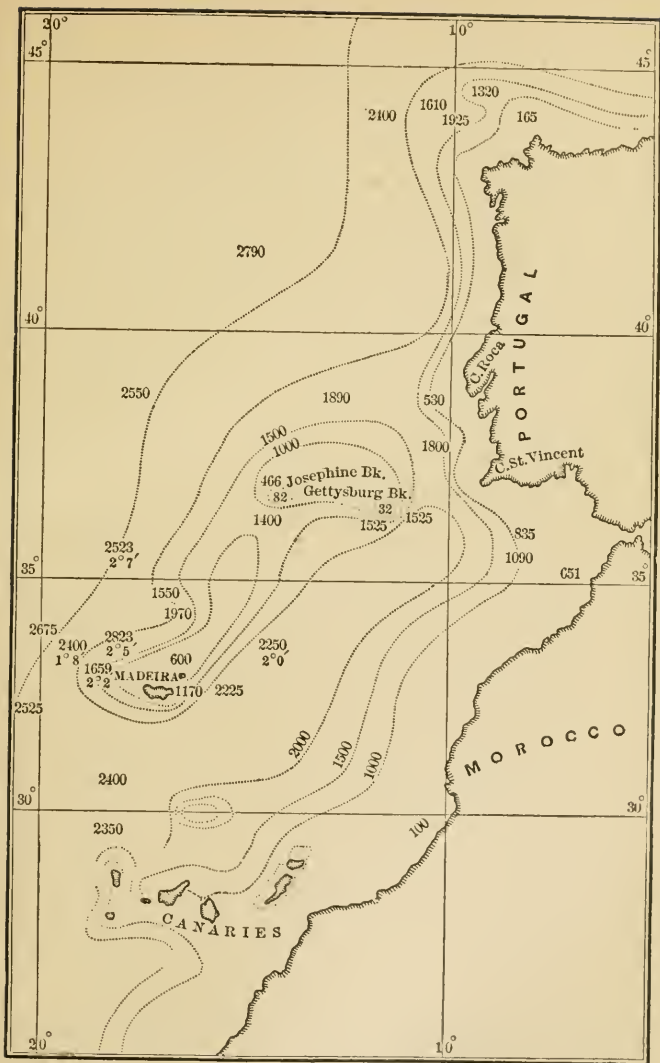 20° 10°
45° 45°
1320
1610
2400 1925 165
2790
40° 40°
PORTUGAL
C. Roca
2550 1890 530
1500
1000 1800
C. St. Vincent
466 Josephine Bk.
82 Gettysburg Bk.
32
1400 1525 1525 835
2523 1090
2°7′
35° 651 35°
1550
1970
2675 2823
2400 2°5′ 2250
1°8 600 2°0′
1659 MADEIRA
2°2 1170 2225
2525
MOROCCO
2000 1500 1000
2400
30° 30°
2350 100
CANARIES
20° 10°